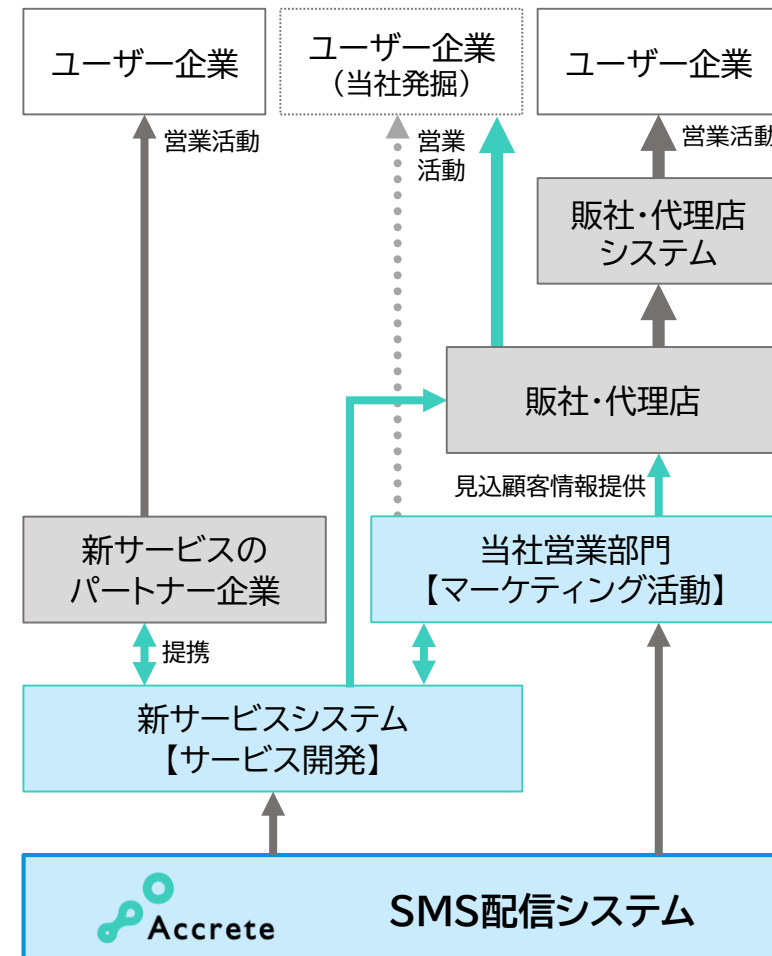 ユーザー企業
ユーザー企業
（当社発掘）
ユーザー企業
営業活動
営業
活動
営業活動
販社・代理店
システム
販社・代理店
見込顧客情報提供
新サービスの
パートナー企業
当社営業部門
【マーケティング活動】
提携
新サービスシステム
【サービス開発】
Accrete
SMS配信システム